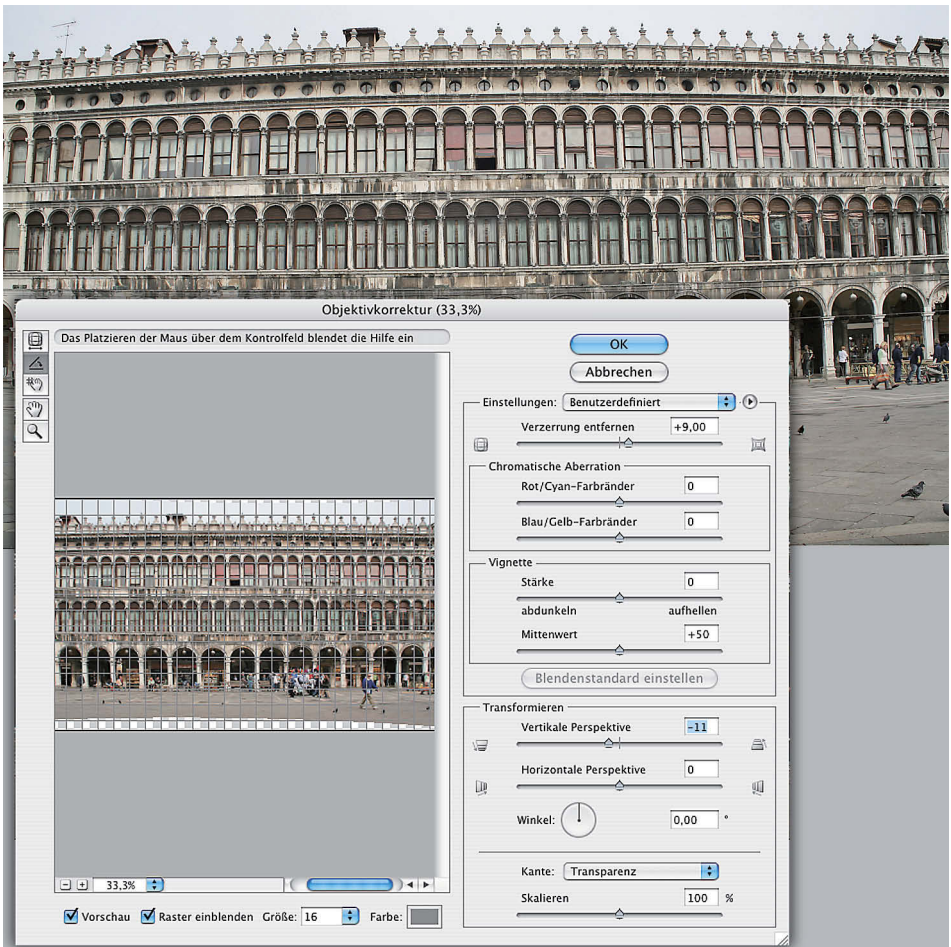 Objektivkorrektur (33,3%)
Das Platzieren der Maus über dem Kontrolfeld blendet die Hilfe ein
OK
Abbrechen
Einstellungen: Benutzerdefiniert
Verzerrung entfernen +9,00
Chromatische Aberration
Rot/Cyan-Farbränder 0
Blau/Gelb-Farbränder 0
Vignette
Stärke 0
abdunkeln aufhellen
Mittenwert +50
Blendenstandard einstellen
Transformieren
Vertikale Perspektive -11
Horizontale Perspektive 0
Winkel: 0,00 °
Kante: Transparenz
Skalieren 100 %
33,3%
Vorschau Raster einblenden Größe: 16 Farbe: